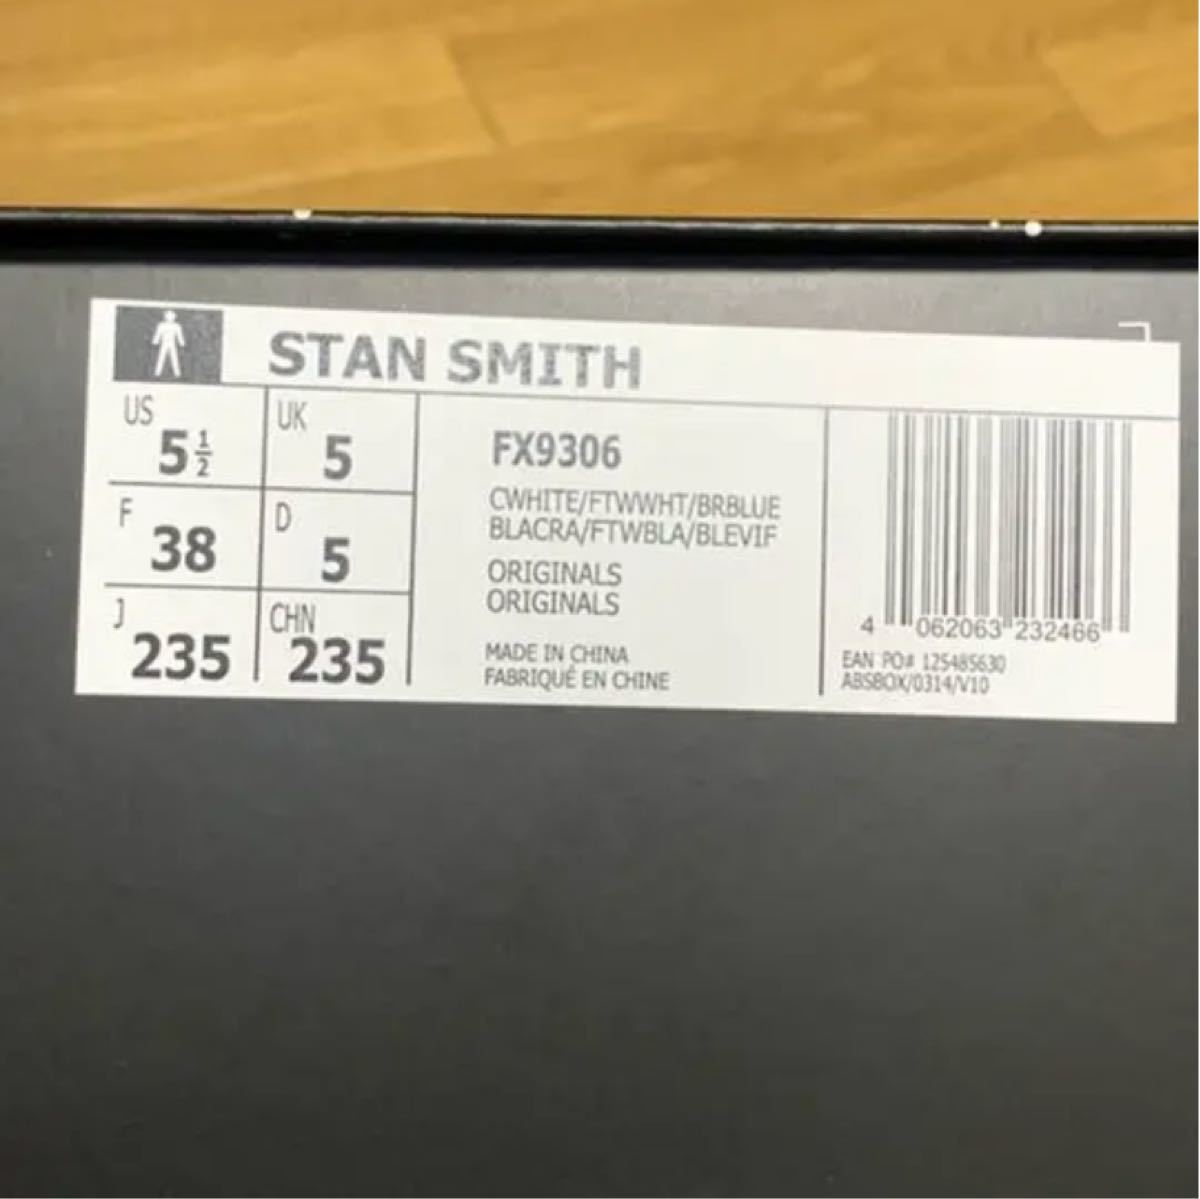 STAN SMITH
US
5 1/2
UK
5
F
38
D
5
J
235
CHN
235
FX9306
CWHITE/FTWWHT/BRBLUE
BLACRA/FTWBLA/BLEVIF
ORIGINALS
ORIGINALS
MADE IN CHINA
FABRIQUÉ EN CHINE
4 062063 232466
EAN PO# 125485630
ABSBOX/0314/V10